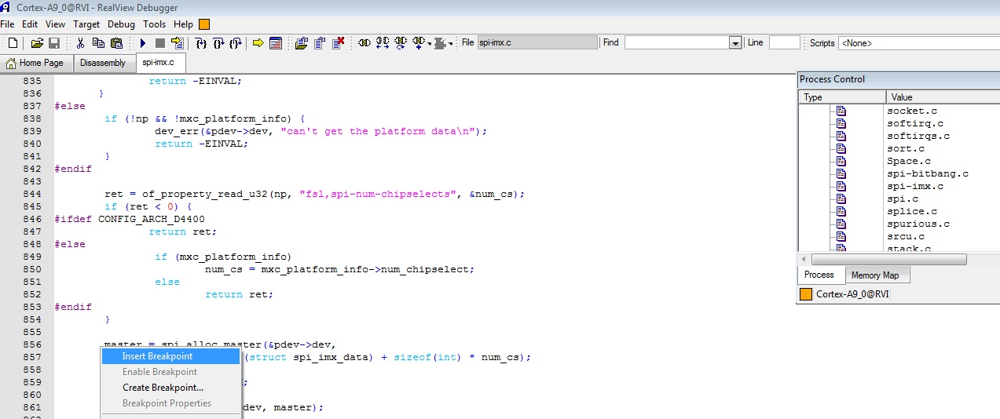 Cortex-A9_0@RVI - RealView Debugger
File Edit View Target Debug Tools Help
File spi-imx.c Find Line Scripts <None>
Home Page Disassembly spi-imx.c
835 return -EINVAL;
836 }
837 #else
838 if (!np && !mxc_platform_info) {
839 dev_err(&pdev->dev, "can't get the platform data\n");
840 return -EINVAL;
841 }
842 #endif
843
844 ret = of_property_read_u32(np, "fsl,spi-num-chipselects", &num_cs);
845 if (ret < 0) {
846 #ifdef CONFIG_ARCH_D4400
847 return ret;
848 #else
849 if (mxc_platform_info)
850 num_cs = mxc_platform_info->num_chipselect;
851 else
852 return ret;
853 #endif
854 }
855
856 master = spi_alloc_master(&pdev->dev,
857 (struct spi_imx_data) + sizeof(int) * num_cs);
858
859 ;
860
861 dev, master);
862
Insert Breakpoint
Enable Breakpoint
Create Breakpoint...
Breakpoint Properties
Process Control
Type Value
socket.c
softirq.c
softirqs.c
sort.c
Space.c
spi-bitbang.c
spi-imx.c
spi.c
splice.c
spurious.c
srcu.c
stack.c
Process Memory Map
Cortex-A9_0@RVI